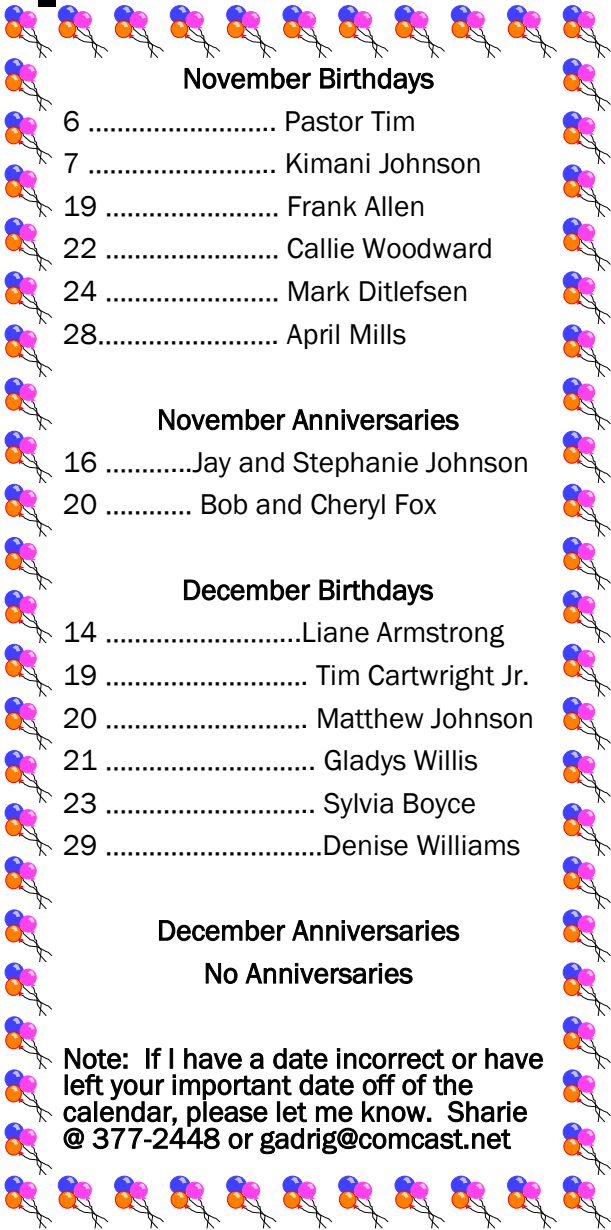 November Birthdays
6 .......................... Pastor Tim
7 .......................... Kimani Johnson
19 ........................ Frank Allen
22 ........................ Callie Woodward
24 ........................ Mark Ditlefsen
28......................... April Mills
November Anniversaries
16 ............Jay and Stephanie Johnson
20 ............ Bob and Cheryl Fox
December Birthdays
14 ...........................Liane Armstrong
19 ............................ Tim Cartwright Jr.
20 ............................ Matthew Johnson
21 ............................. Gladys Willis
23 ............................. Sylvia Boyce
29 ..............................Denise Williams
December Anniversaries
No Anniversaries
Note:  If I have a date incorrect or have
left your important date off of the
calendar, please let me know.  Sharie
@ 377-2448 or gadrig@comcast.net